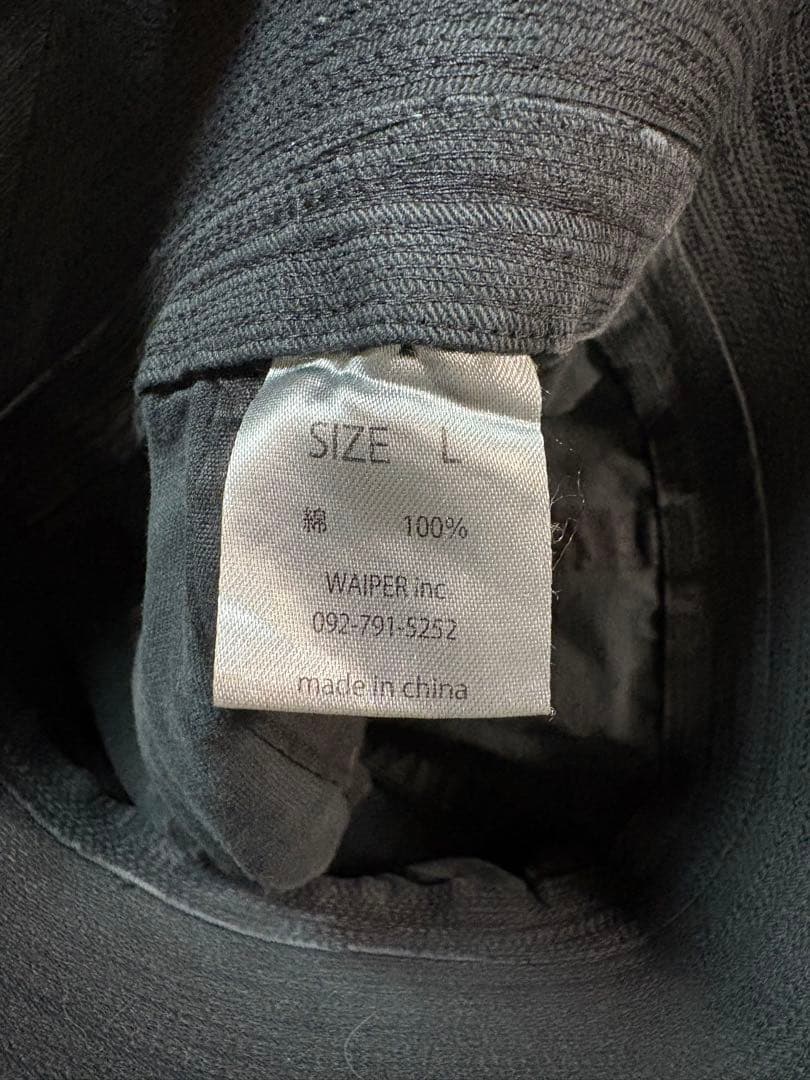 SIZE L
綿 100%
WAIPER inc
092-791-5252
made in china